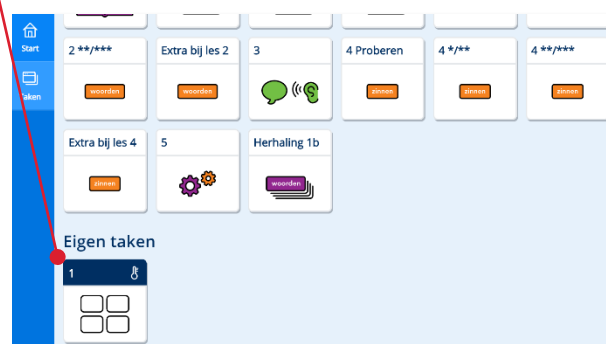 Start
Taken
2 **/***
Extra bij les 2
3
4 Proberen
4 */**
4 **/***
woorden
woorden
zinnen
zinnen
zinnen
Extra bij les 4
5
Herhaling 1b
zinnen
woorden
Eigen taken
1